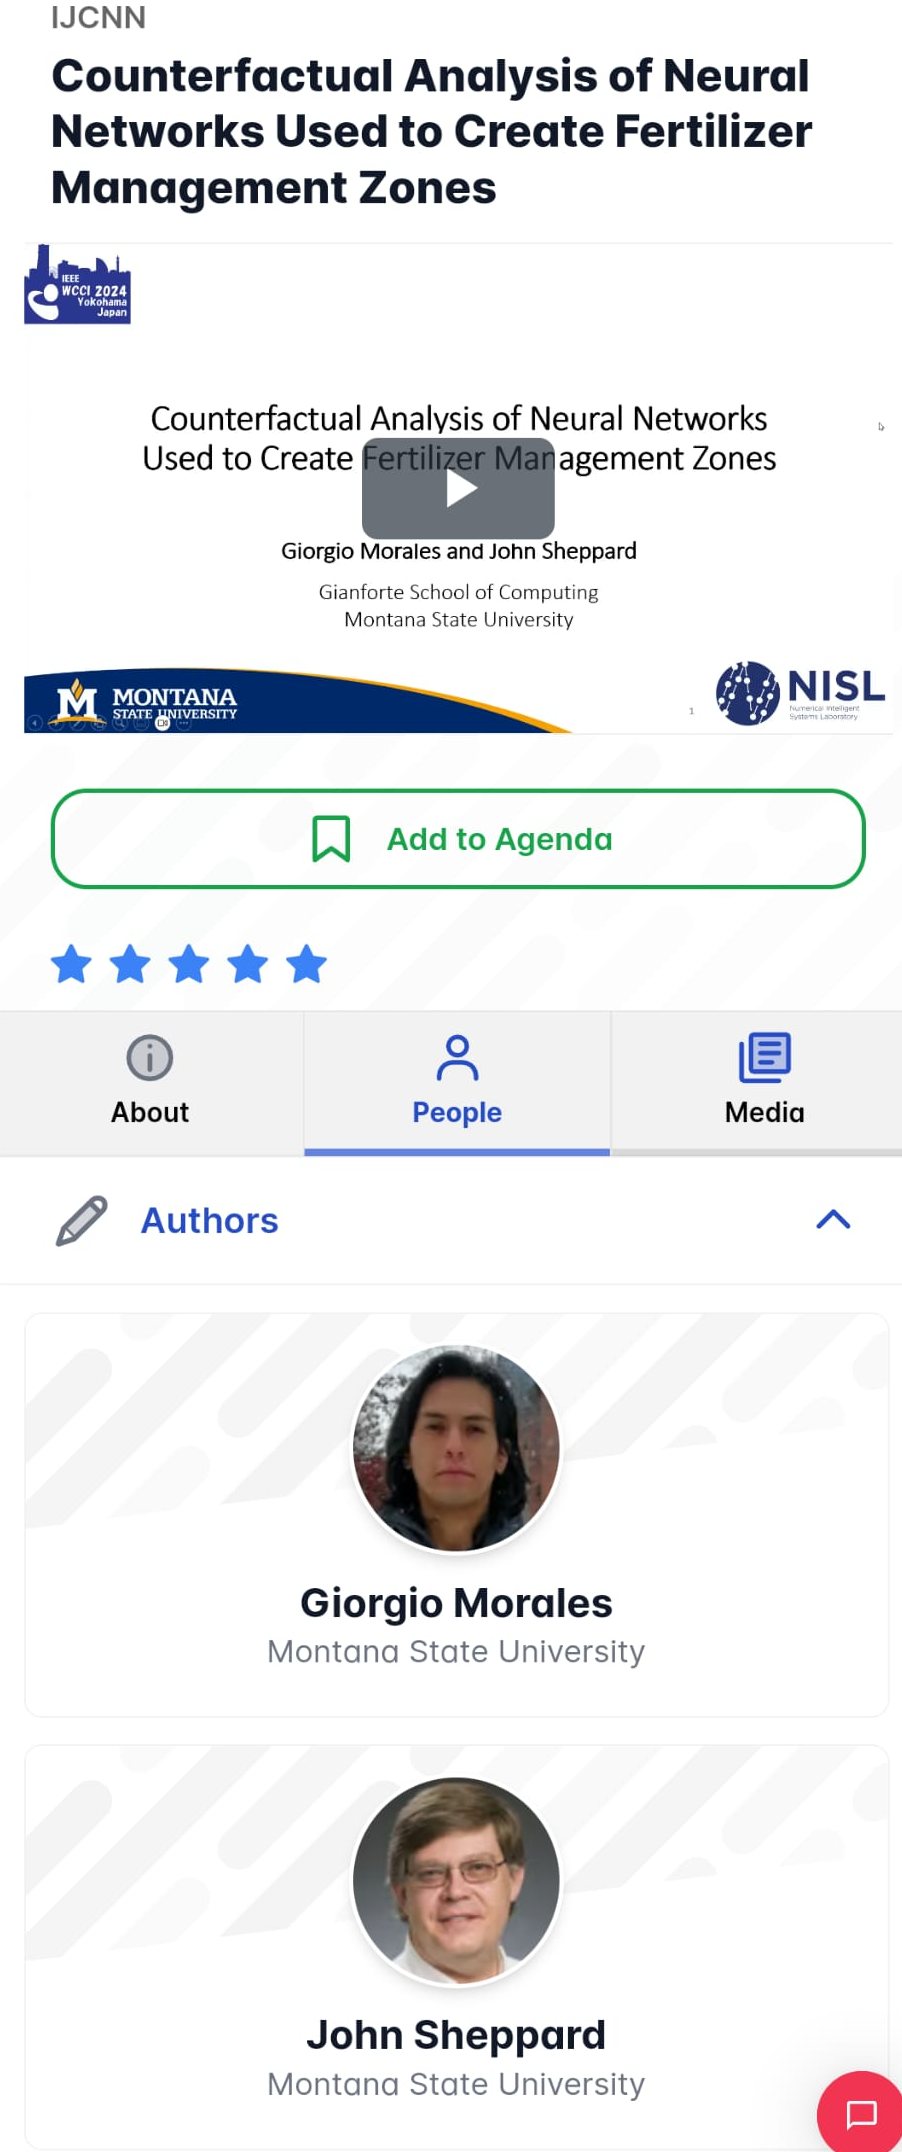 IJCNN
Counterfactual Analysis of Neural
Networks Used to Create Fertilizer
Management Zones
IEEE
WCCI 2024
Yokohama
Japan
Counterfactual Analysis of Neural Networks
Used to Create Fertilizer Management Zones
Giorgio Morales and John Sheppard
Gianforte School of Computing
Montana State University
M MONTANA
STATE UNIVERSITY
1
NISL
Numerical Intelligent
Systems Laboratory
Add to Agenda
About
People
Media
Authors
Giorgio Morales
Montana State University
John Sheppard
Montana State University